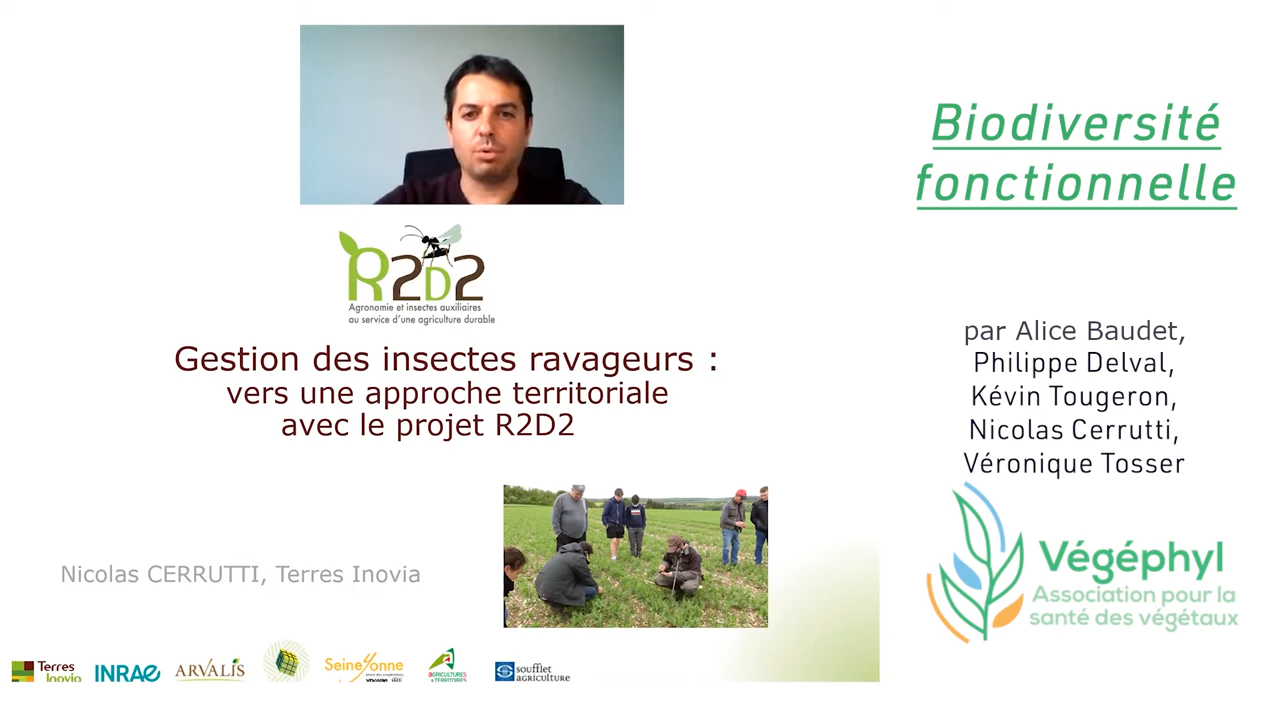 R2D2
Agronomie et insectes auxiliaires
au service d'une agriculture durable
Gestion des insectes ravageurs :
vers une approche territoriale
avec le projet R2D2
Nicolas CERRUTTI, Terres Inovia
Terres
Inovia
INRAE
ARVALIS
SeineYonne
AGRICULTURES
& TERRITOIRES
soufflet
agriculture
Biodiversité
fonctionnelle
par Alice Baudet,
Philippe Delval,
Kévin Tougeron,
Nicolas Cerrutti,
Véronique Tosser
Végéphyl
Association pour la
santé des végétaux